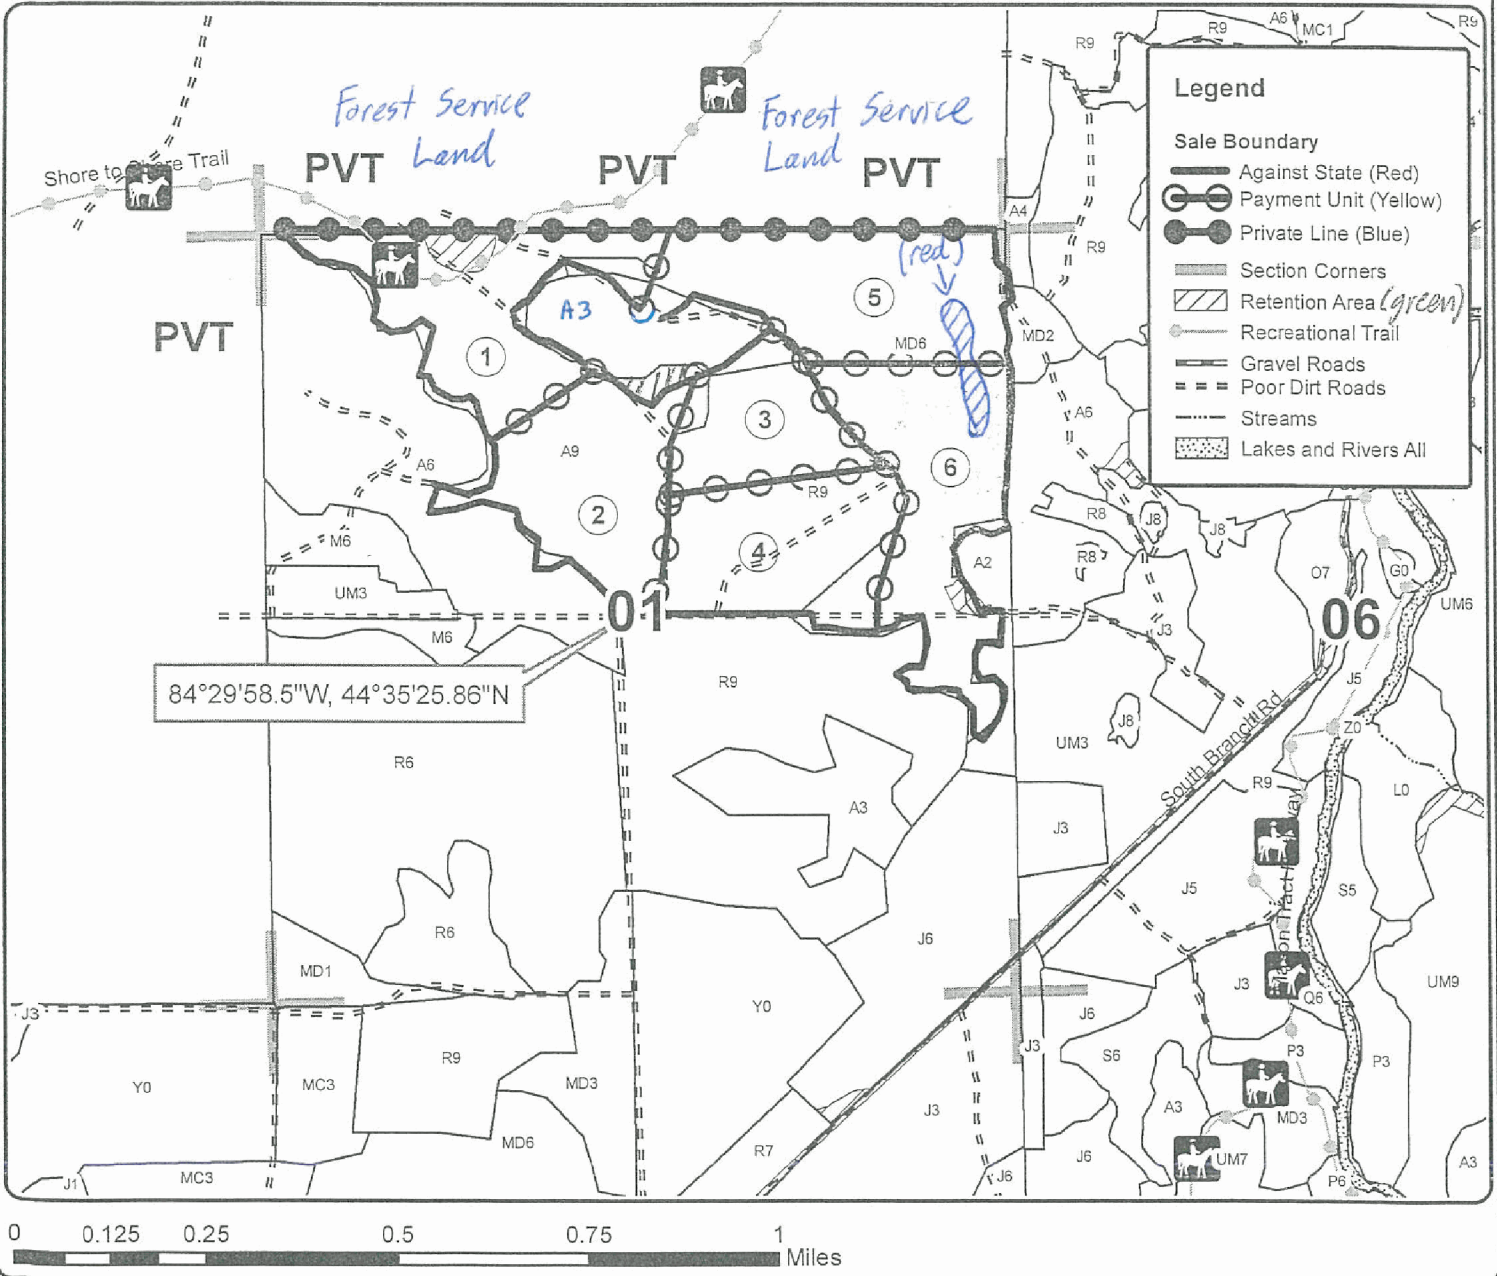 R9
R9
A6
MC1
R9
Legend
Sale Boundary
Against State (Red)
Payment Unit (Yellow)
Private Line (Blue)
Section Corners
Retention Area (green)
Recreational Trail
Gravel Roads
Poor Dirt Roads
Streams
Lakes and Rivers All
Forest Service
Land
Forest Service
Land
PVT
PVT
PVT
Shore to Shore Trail
A4
R9
(red)
5
A3
PVT
1
MD6
MD2
3
A6
A9
A6
6
R9
2
4
M6
R8
J8
J8
R8
A2
O7
G0
UM3
01
06
UM6
M6
J3
84°29'58.5"W, 44°35'25.86"N
R9
J5
J8
Z0
UM3
South Branch Rd
R6
R9
L0
A3
J3
J5
S5
R6
J6
MD1
J3
Q6
UM9
Y0
J3
J6
J3
R9
S6
P3
P3
Y0
MC3
MD3
A3
J3
MD3
MD6
R7
J6
UM7
A3
J1
MC3
J6
P6
0
0.125
0.25
0.5
0.75
1
Miles